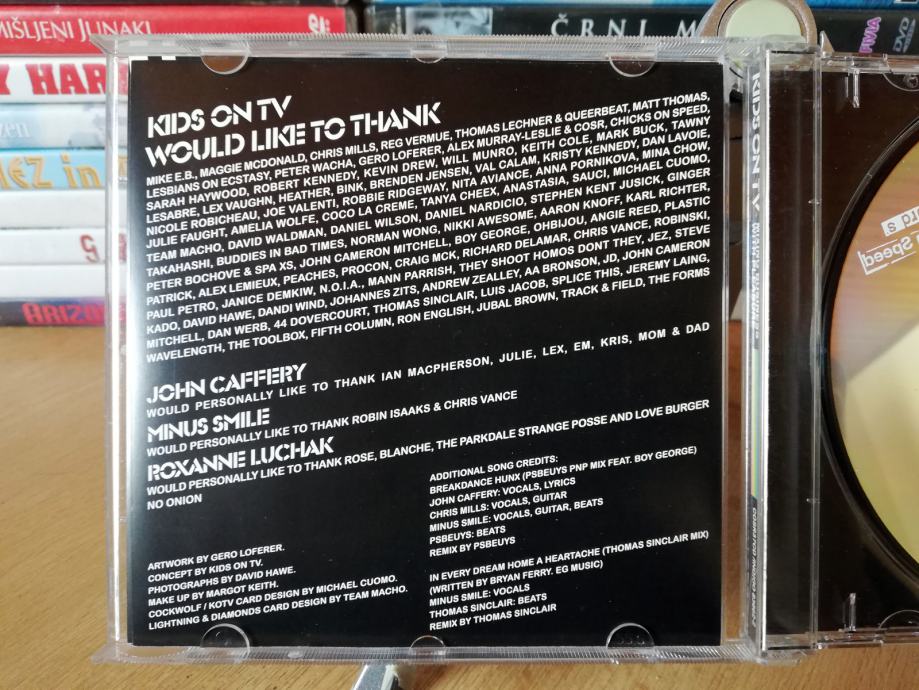 MIŠLJENI JUNAKI
ČRNI M
DVD
KIDS ON TV
WOULD LIKE TO THANK
MIKE E.B., MAGGIE MCDONALD, CHRIS MILLS, REG VERMUE, THOMAS LECHNER & QUEERBEAT, MATT THOMAS,
LESBIANS ON ECSTASY, PETER WACHA, GERO LOFERER, ALEX MURRAY-LESLIE & COSR, CHICKS ON SPEED,
SARAH HAYWOOD, ROBERT KENNEDY, KEVIN DREW, WILL MUNRO, KEITH COLE, MARK BUCK, TAWNY
LESABRE, LEX VAUGHN, HEATHER, BINK, BRENDEN JENSEN, VAL CALAM, KRISTY KENNEDY, DAN LAVOIE,
NICOLE ROBICHEAU, JOE VALENTI, ROBBIE RIDGEWAY, NITA AVIANCE, ANNA PORNIKOVA, MINA CHOW,
JULIE FAUGHT, AMELIA WOLFE, COCO LA CREME, TANYA CHEEX, ANASTASIA, SAUCI, MICHAEL CUOMO,
TEAM MACHO, DAVID WALDMAN, DANIEL WILSON, DANIEL NARDICIO, STEPHEN KENT JUSICK, GINGER
TAKAHASHI, BUDDIES IN BAD TIMES, NORMAN WONG, NIKKI AWESOME, AARON KNOFF, KARL RICHTER,
PETER BOCHOVE & SPA XS, JOHN CAMERON MITCHELL, BOY GEORGE, OHBIJOU, ANGIE REED, PLASTIC
PATRICK, ALEX LEMIEUX, PEACHES, PROCON, CRAIG MCK, RICHARD DELAMAR, CHRIS VANCE, ROBINSKI,
PAUL PETRO, JANICE DEMKIW, N.O.I.A., MANN PARRISH, THEY SHOOT HOMOS DONT THEY, JEZ, STEVE
KADO, DAVID HAWE, DANDI WIND, JOHANNES ZITS, ANDREW ZEALLEY, AA BRONSON, JD, JOHN CAMERON
MITCHELL, DAN WERB, 44 DOVERCOURT, THOMAS SINCLAIR, LUIS JACOB, SPLICE THIS, JEREMY LAING,
WAVELENGTH, THE TOOLBOX, FIFTH COLUMN, RON ENGLISH, JUBAL BROWN, TRACK & FIELD, THE FORMS
JOHN CAFFERY
WOULD PERSONALLY LIKE TO THANK IAN MACPHERSON, JULIE, LEX, EM, KRIS, MOM & DAD
MINUS SMILE
WOULD PERSONALLY LIKE TO THANK ROBIN ISAAKS & CHRIS VANCE
ROXANNE LUCHAK
WOULD PERSONALLY LIKE TO THANK ROSE, BLANCHE, THE PARKDALE STRANGE POSSE AND LOVE BURGER
NO ONION
ARTWORK BY GERO LOFERER.
CONCEPT BY KIDS ON TV.
PHOTOGRAPHS BY DAVID HAWE.
MAKE UP BY MARGOT KEITH.
COCKWOLF / KOTV CARD DESIGN BY MICHAEL CUOMO.
LIGHTNING & DIAMONDS CARD DESIGN BY TEAM MACHO.
ADDITIONAL SONG CREDITS:
BREAKDANCE HUNX (PSBEUYS PNP MIX FEAT. BOY GEORGE)
JOHN CAFFERY: VOCALS, LYRICS
CHRIS MILLS: VOCALS, GUITAR
MINUS SMILE: VOCALS, GUITAR, BEATS
PSBEUYS: BEATS
REMIX BY PSBEUYS
IN EVERY DREAM HOME A HEARTACHE (THOMAS SINCLAIR MIX)
(WRITTEN BY BRYAN FERRY. EG MUSIC)
MINUS SMILE: VOCALS
THOMAS SINCLAIR: BEATS
REMIX BY THOMAS SINCLAIR
KIDS ON TV
Speed